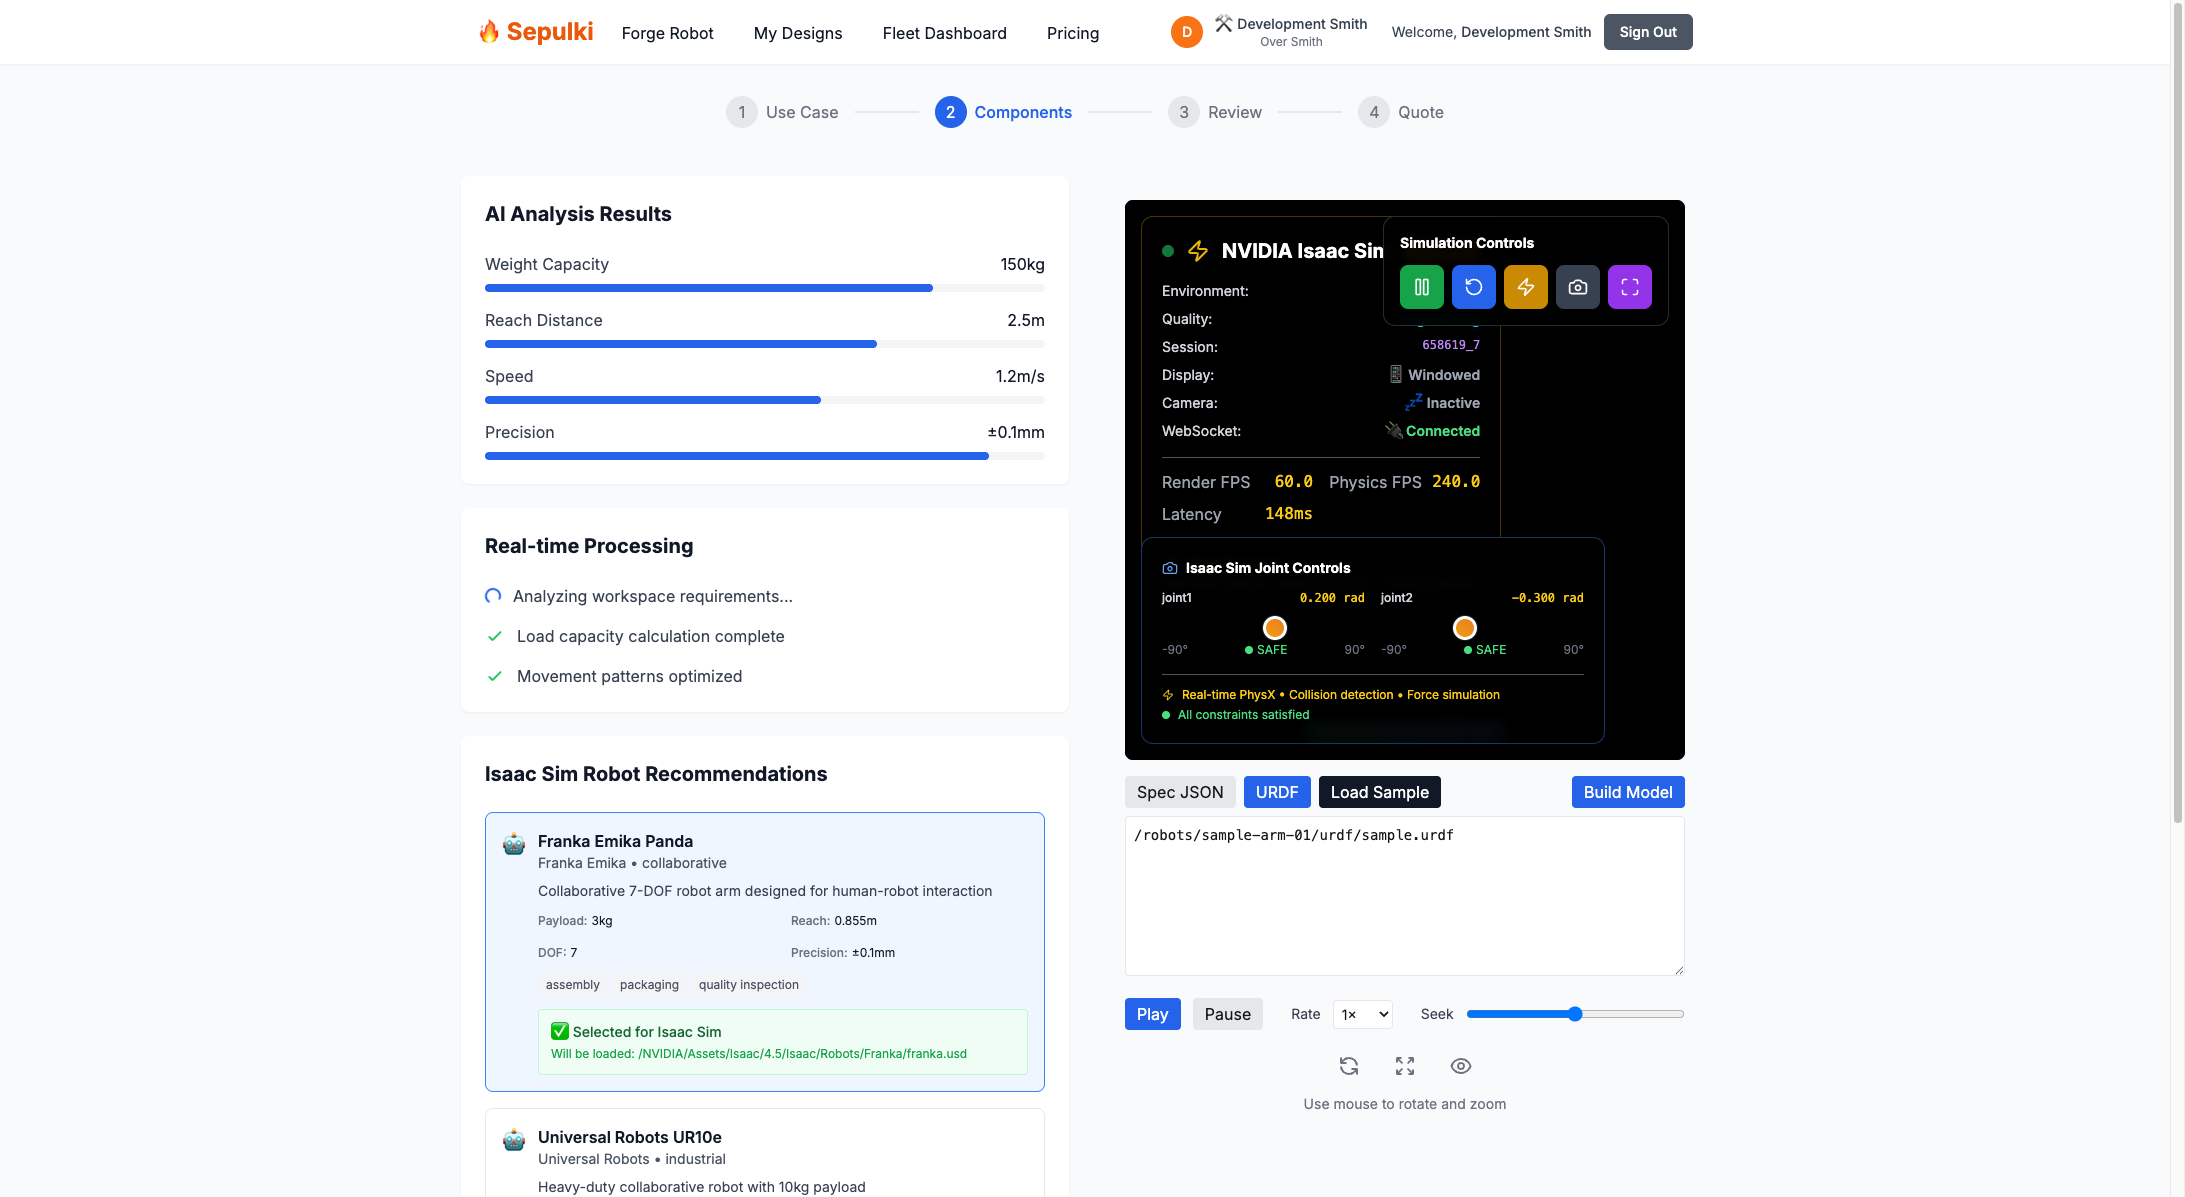 Sepulki
Forge Robot
My Designs
Fleet Dashboard
Pricing
D
Development Smith
Over Smith
Welcome, Development Smith
Sign Out
1 Use Case
2 Components
3 Review
4 Quote
AI Analysis Results
Weight Capacity 150kg
Reach Distance 2.5m
Speed 1.2m/s
Precision ±0.1mm
Real-time Processing
Analyzing workspace requirements...
Load capacity calculation complete
Movement patterns optimized
Isaac Sim Robot Recommendations
Franka Emika Panda
Franka Emika • collaborative
Collaborative 7-DOF robot arm designed for human-robot interaction
Payload: 3kg Reach: 0.855m
DOF: 7 Precision: ±0.1mm
assembly packaging quality inspection
Selected for Isaac Sim
Will be loaded: /NVIDIA/Assets/Isaac/4.5/Isaac/Robots/Franka/franka.usd
Universal Robots UR10e
Universal Robots • industrial
Heavy-duty collaborative robot with 10kg payload
NVIDIA Isaac Sim
Simulation Controls
Environment:
Quality:
Session: 658619_7
Display: Windowed
Camera: Inactive
WebSocket: Connected
Render FPS 60.0 Physics FPS 240.0
Latency 148ms
Isaac Sim Joint Controls
joint1 0.200 rad joint2 -0.300 rad
-90° SAFE 90° -90° SAFE 90°
Real-time PhysX • Collision detection • Force simulation
All constraints satisfied
Spec JSON URDF Load Sample Build Model
/robots/sample-arm-01/urdf/sample.urdf
Play Pause Rate 1× Seek
Use mouse to rotate and zoom